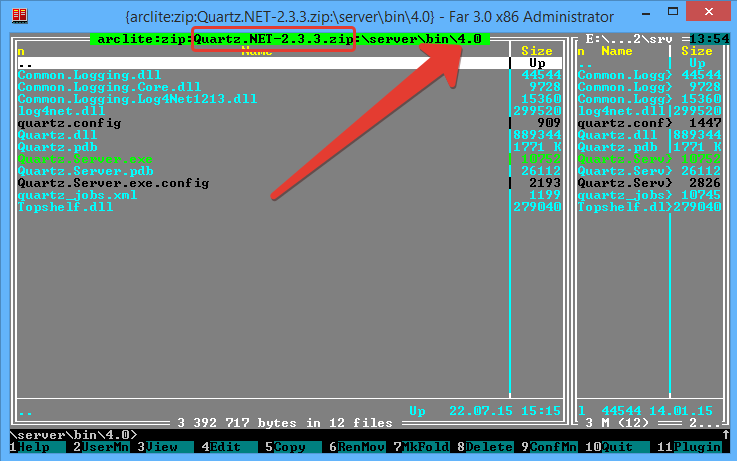 {arclite:zip:Quartz.NET-2.3.3.zip:\server\bin\4.0} - Far 3.0 x86 Administrator
arclite:zip:Quartz.NET-2.3.3.zip:\server\bin\4.0 E:\...2\srv 13:54
n Name Size n Name Size
.. Up .. Up
Common.Logging.dll 44544 Common.Logg} 44544
Common.Logging.Core.dll 9728 Common.Logg} 9728
Common.Logging.Log4Net1213.dll 15360 Common.Logg} 15360
log4net.dll 299520 log4net.dll 299520
quartz.config 909 quartz.conf} 1447
Quartz.dll 889344 Quartz.dll 889344
Quartz.pdb 1771 K Quartz.pdb 1771 K
Quartz.Server.exe 10752 Quartz.Serv} 10752
Quartz.Server.pdb 26112 Quartz.Serv} 26112
Quartz.Server.exe.config 2193 Quartz.Serv} 2826
quartz_jobs.xml 1199 quartz_jobs} 10745
Topshelf.dll 279040 Topshelf.dl} 279040
.. Up 22.07.15 15:15 l 44544 14.01.15
3 392 717 bytes in 12 files 3 M (12) 2...
\server\bin\4.0>
1Help 2UserMn 3View 4Edit 5Copy 6RenMov 7MkFold 8Delete 9ConfMn 10Quit 11Plugin